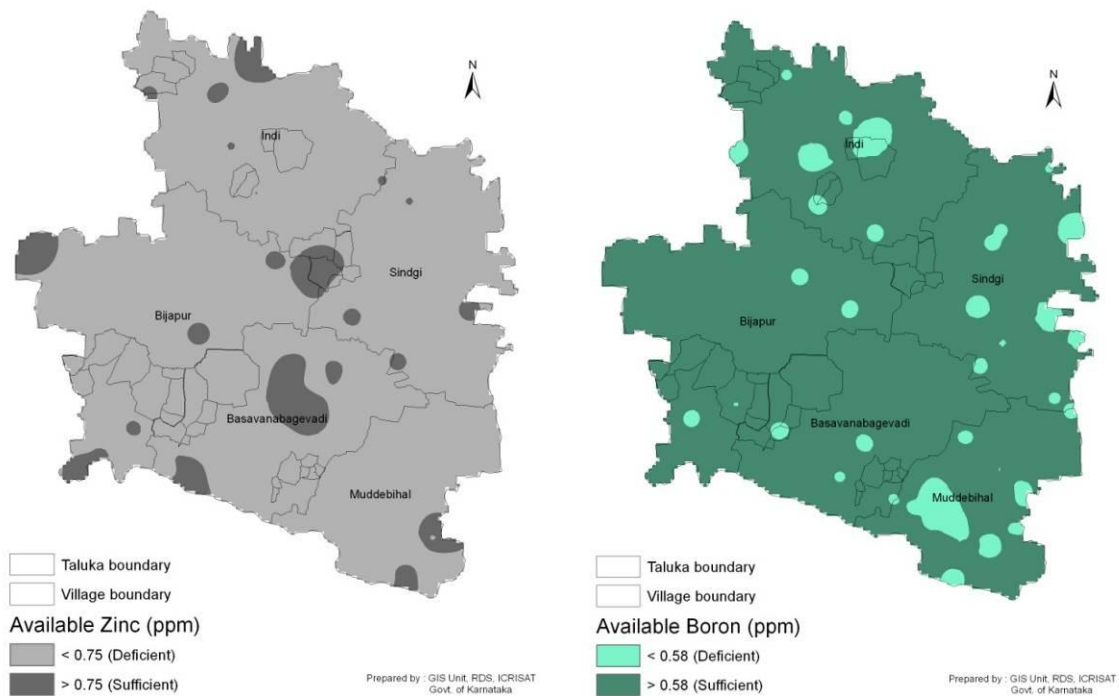 N
Indi
Sindgi
Bijapur
Basavanabagevadi
Muddebihal
Taluka boundary
Village boundary
Available Zinc (ppm)
< 0.75 (Deficient)
> 0.75 (Sufficient)
Prepared by : GIS Unit, RDS, ICRISAT
Govt. of Karnataka
N
Indi
Sindgi
Bijapur
Basavanabagevadi
Muddebihal
Taluka boundary
Village boundary
Available Boron (ppm)
< 0.58 (Deficient)
> 0.58 (Sufficient)
Prepared by : GIS Unit, RDS, ICRISAT
Govt. of Karnataka